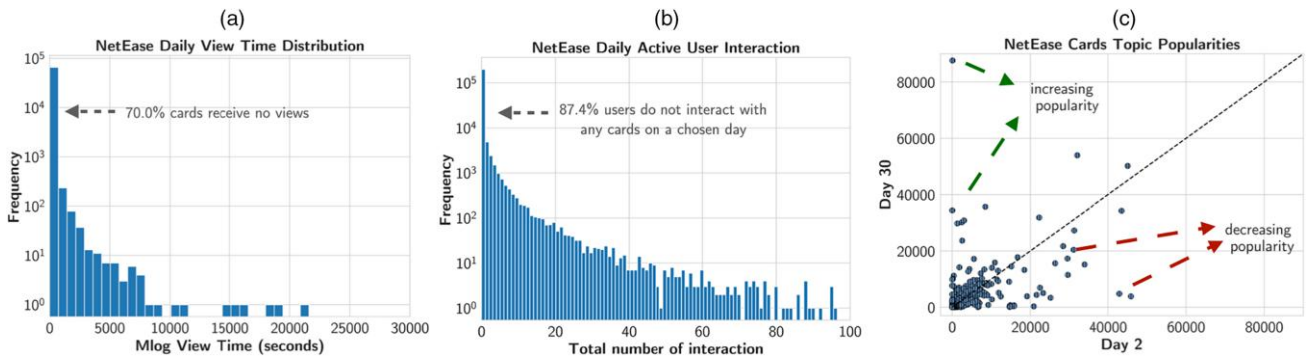 (a)
NetEase Daily View Time Distribution
10^5
10^4
10^3
10^2
10^1
10^0
Frequency
70.0% cards receive no views
0
5000
10000
15000
20000
25000
30000
Mlog View Time (seconds)
(b)
NetEase Daily Active User Interaction
10^5
10^4
10^3
10^2
10^1
10^0
Frequency
87.4% users do not interact with
any cards on a chosen day
0
20
40
60
80
100
Total number of interaction
(c)
NetEase Cards Topic Popularities
80000
60000
40000
20000
0
Day 30
increasing
popularity
decreasing
popularity
0
20000
40000
60000
80000
Day 2